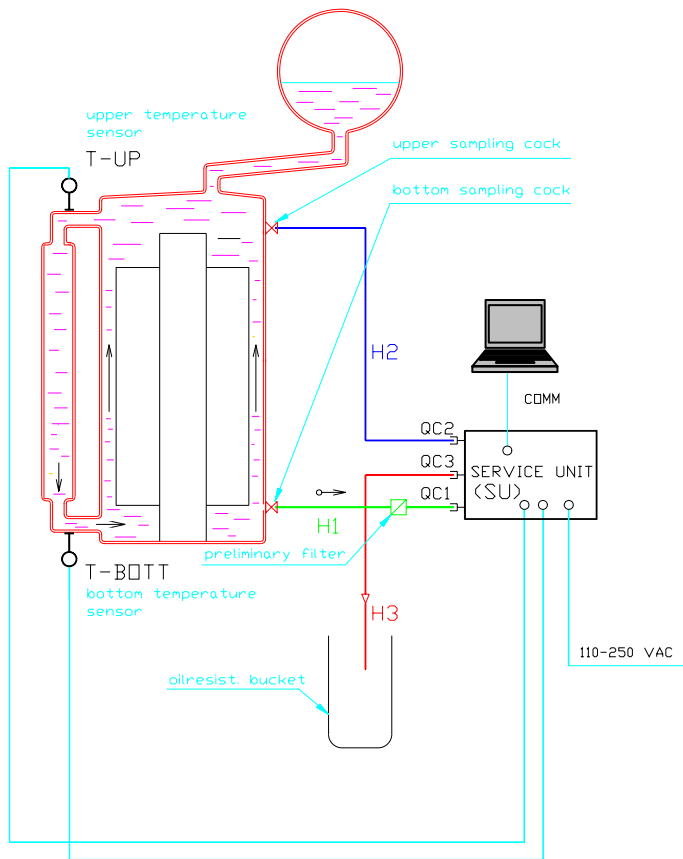 upper temperature
sensor
T-UP
upper sampling cock
bottom sampling cock
H2
COMM
QC2
QC3
QC1
SERVICE UNIT
(SU)
H1
preliminary filter
T-BOTT
bottom temperature
sensor
H3
110-250 VAC
oilresist. bucket